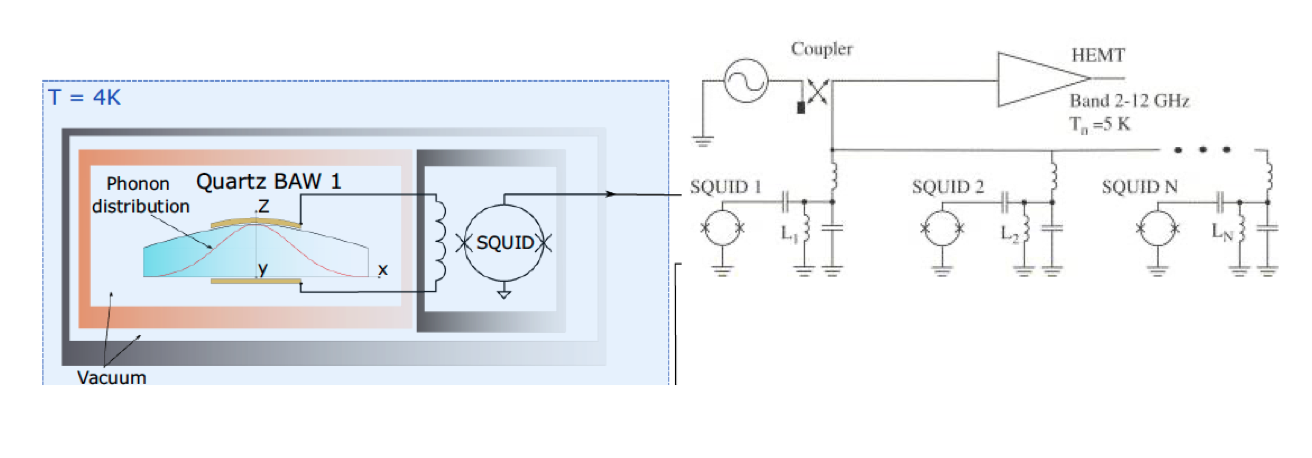 T = 4K
Phonon
distribution
Quartz BAW 1
z
y
x
SQUID
Vacuum
Coupler
HEMT
Band 2-12 GHz
Tn =5 K
SQUID 1
L1
SQUID 2
L2
SQUID N
LN